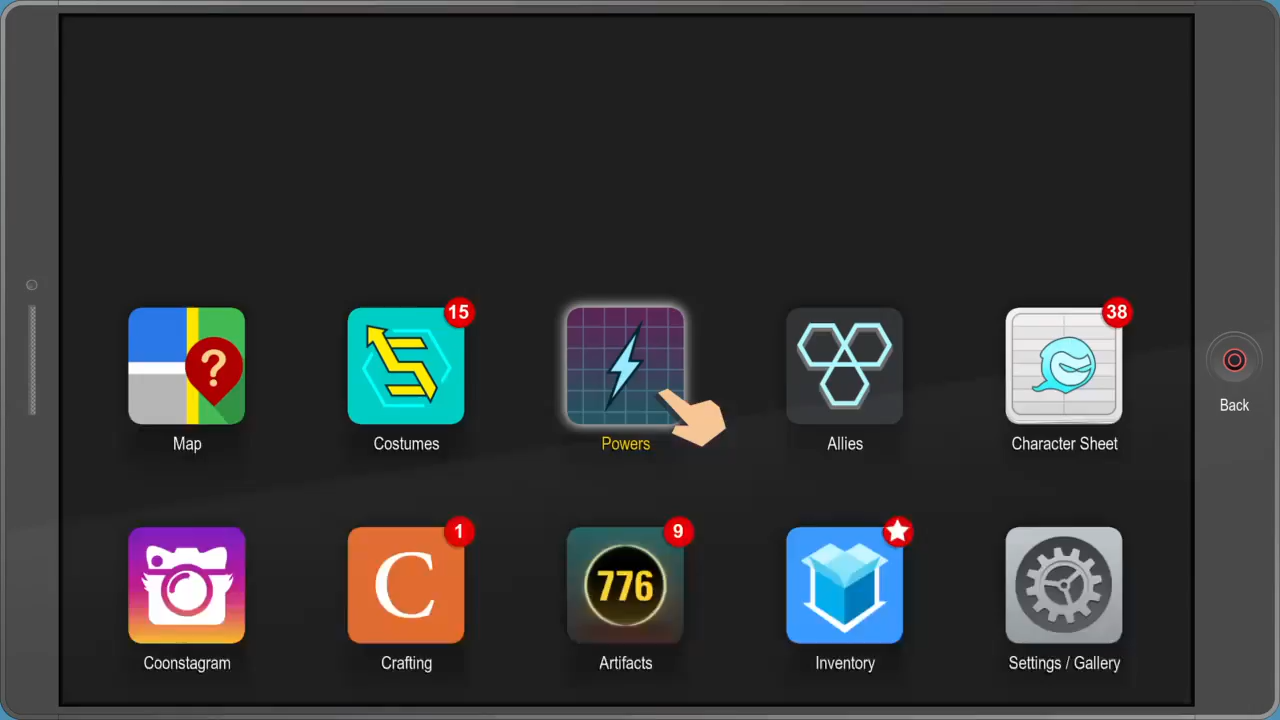 15
38
?
Map
Costumes
Powers
Allies
Character Sheet
Back
1
9
C
776
Coonstagram
Crafting
Artifacts
Inventory
Settings / Gallery